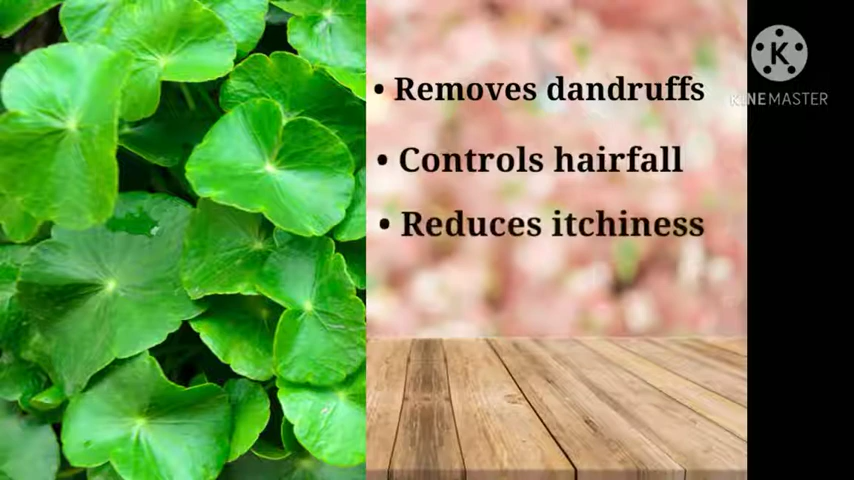 • Removes dandruffs
• Controls hairfall
• Reduces itchiness
K
KINEMASTER